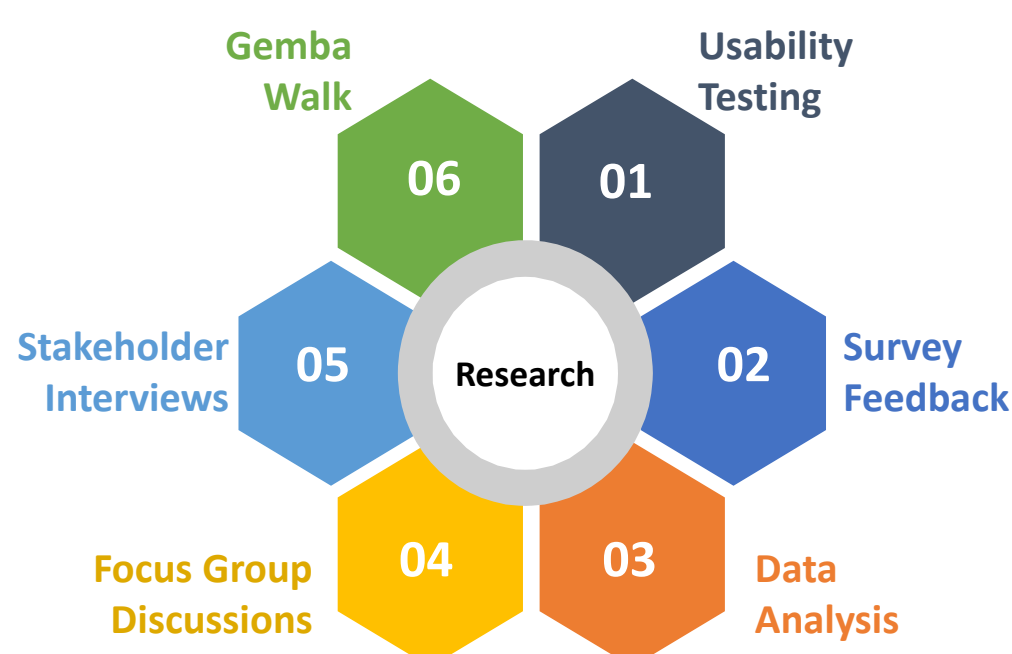 Usability
Testing
01
Survey
Feedback
02
Data
Analysis
03
Focus Group
Discussions
04
Stakeholder
Interviews
05
Gemba
Walk
06
Research